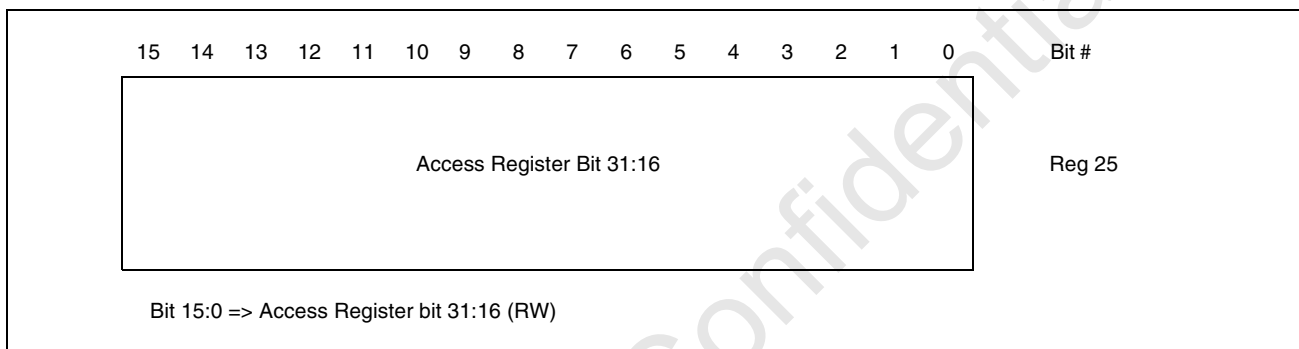 15 14 13 12 11 10 9 8 7 6 5 4 3 2 1 0 Bit #
Access Register Bit 31:16 Reg 25
Bit 15:0 => Access Register bit 31:16 (RW)
Confidential